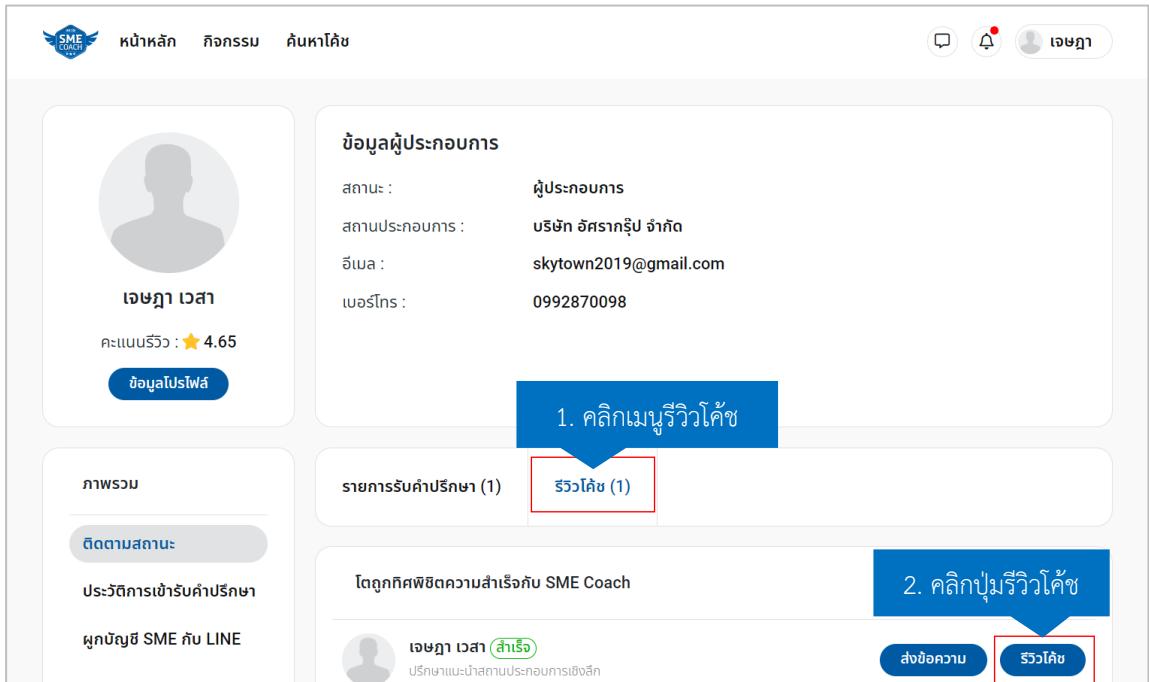 SME
COACH
หน้าหลัก กิจกรรม ค้นหาโค้ช
เจษฎา
เจษฎา เวสา
คะแนนรีวิว : 4.65
ข้อมูลโปรไฟล์
ข้อมูลผู้ประกอบการ
สถานะ : ผู้ประกอบการ
สถานประกอบการ : บริษัท อัศรากรุ๊ป จำกัด
อีเมล : skytown2019@gmail.com
เบอร์โทร : 0992870098
1. คลิกเมนูรีวิวโค้ช
ภาพรวม
ติดตามสถานะ
ประวัติการเข้ารับคำปรึกษา
ผูกบัญชี SME กับ LINE
รายการรับคำปรึกษา (1) รีวิวโค้ช (1)
โตถูกทิศพิชิตความสำเร็จกับ SME Coach
2. คลิกปุ่มรีวิวโค้ช
เจษฎา เวสา สำเร็จ
ปรึกษาแนะนำสถานประกอบการเชิงลึก
ส่งข้อความ รีวิวโค้ช